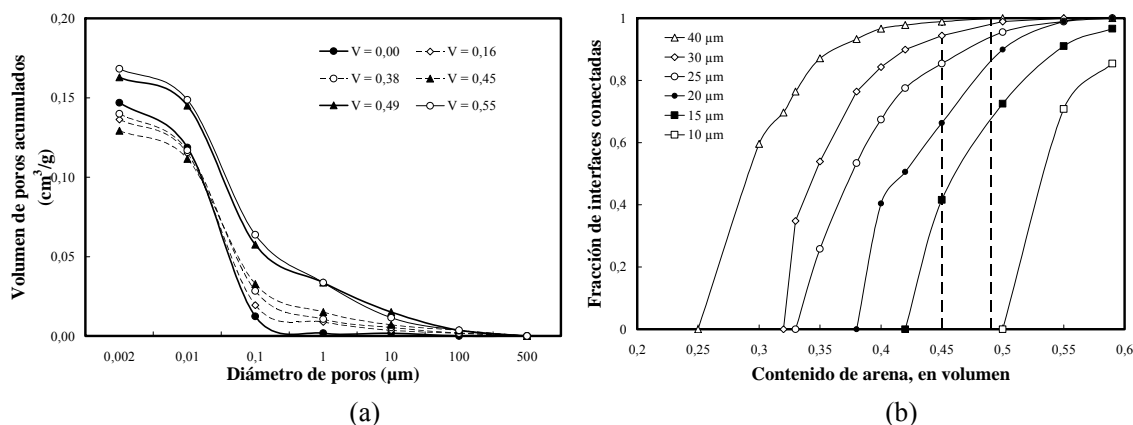 0,20
0,15
0,10
0,05
0,00
Volumen de poros acumulados
(cm³/g)
V = 0,00
V = 0,16
V = 0,38
V = 0,45
V = 0,49
V = 0,55
0,002
0,01
0,1
1
10
100
500
Diámetro de poros (µm)
(a)
1
0,8
0,6
0,4
0,2
0
Fracción de interfaces conectadas
40 µm
30 µm
25 µm
20 µm
15 µm
10 µm
0,2
0,25
0,3
0,35
0,4
0,45
0,5
0,55
0,6
Contenido de arena, en volumen
(b)